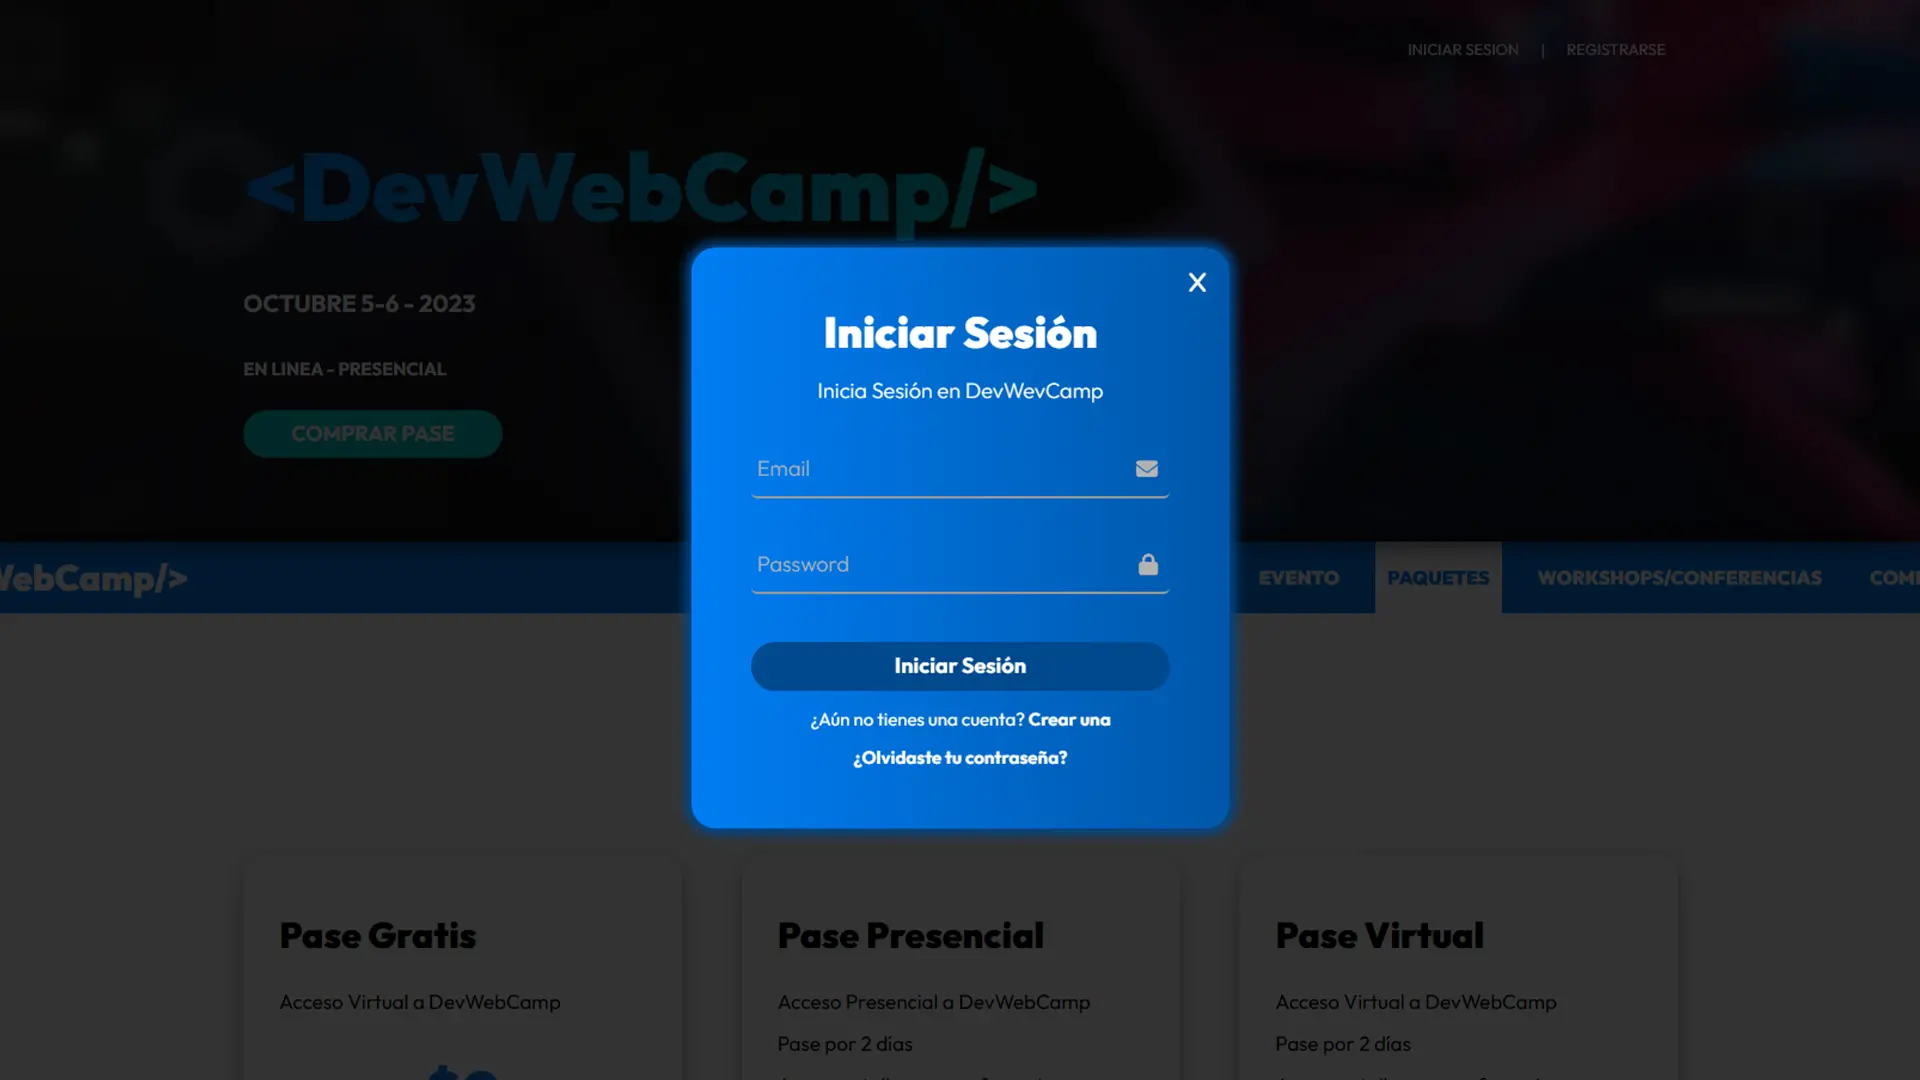 INICIAR SESION | REGISTRARSE
<DevWebCamp/>
OCTUBRE 5-6 - 2023
EN LINEA - PRESENCIAL
COMPRAR PASE
X
Iniciar Sesión
Inicia Sesión en DevWevCamp
Email
Password
Iniciar Sesión
¿Aún no tienes una cuenta? Crear una
¿Olvidaste tu contraseña?
WebCamp/> EVENTO PAQUETES WORKSHOPS/CONFERENCIAS
Pase Gratis
Acceso Virtual a DevWebCamp
Pase Presencial
Acceso Presencial a DevWebCamp
Pase por 2 días
Pase Virtual
Acceso Virtual a DevWebCamp
Pase por 2 días